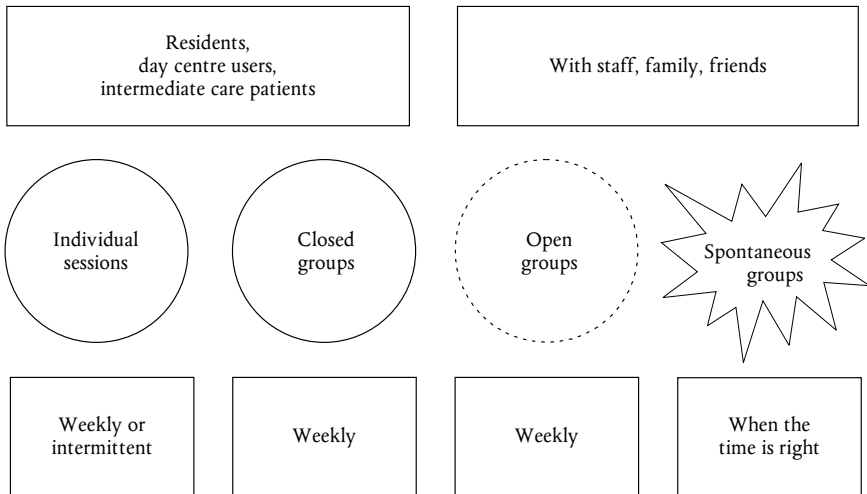 Residents,
day centre users,
intermediate care patients
With staff, family, friends
Individual
sessions
Closed
groups
Open
groups
Spontaneous
groups
Weekly or
intermittent
Weekly
Weekly
When the
time is right